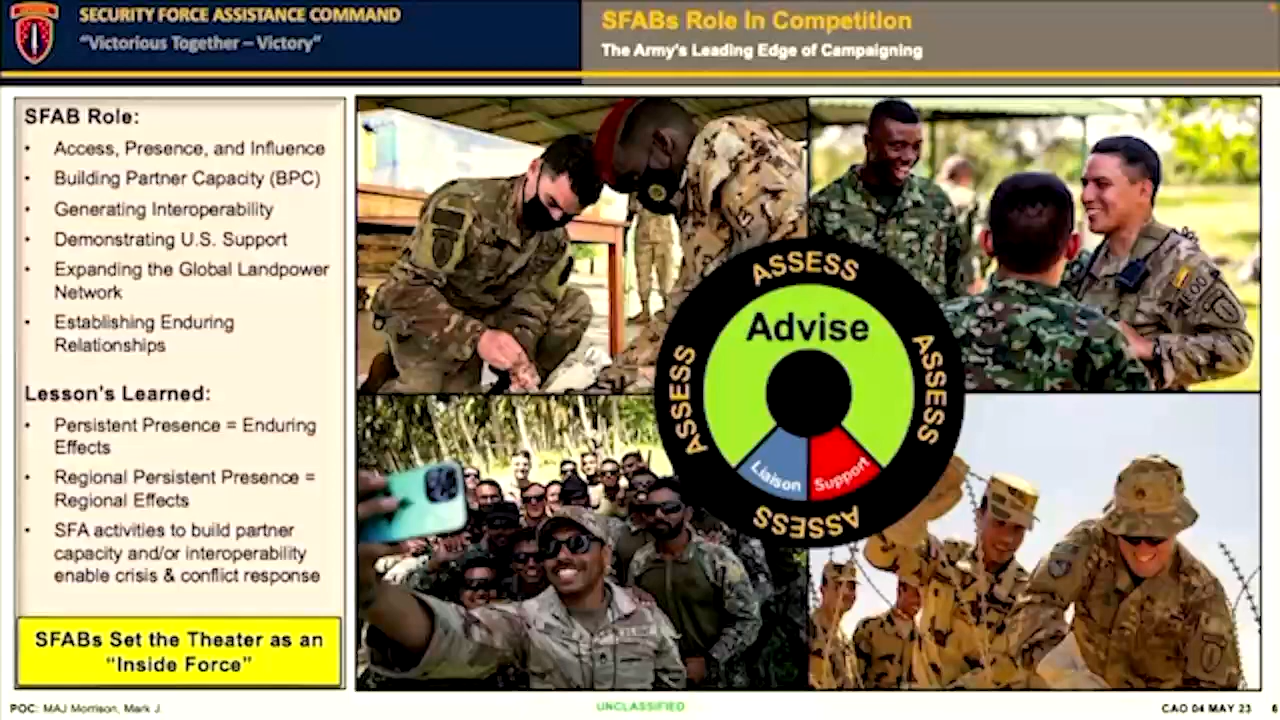 SECURITY FORCE ASSISTANCE COMMAND
“Victorious Together – Victory”
SFABs Role In Competition
The Army's Leading Edge of Campaigning
SFAB Role:
• Access, Presence, and Influence
• Building Partner Capacity (BPC)
• Generating Interoperability
• Demonstrating U.S. Support
• Expanding the Global Landpower
Network
• Establishing Enduring
Relationships
Lesson's Learned:
• Persistent Presence = Enduring
Effects
• Regional Persistent Presence =
Regional Effects
• SFA activities to build partner
capacity and/or interoperability
enable crisis & conflict response
SFABs Set the Theater as an
“Inside Force”
ASSESS
Advise
ASSESS
ASSESS
Liaison
Support
ASSESS
EOD
POC: MAJ Morrison, Mark J.
UNCLASSIFIED
CAO 04 MAY 23
6